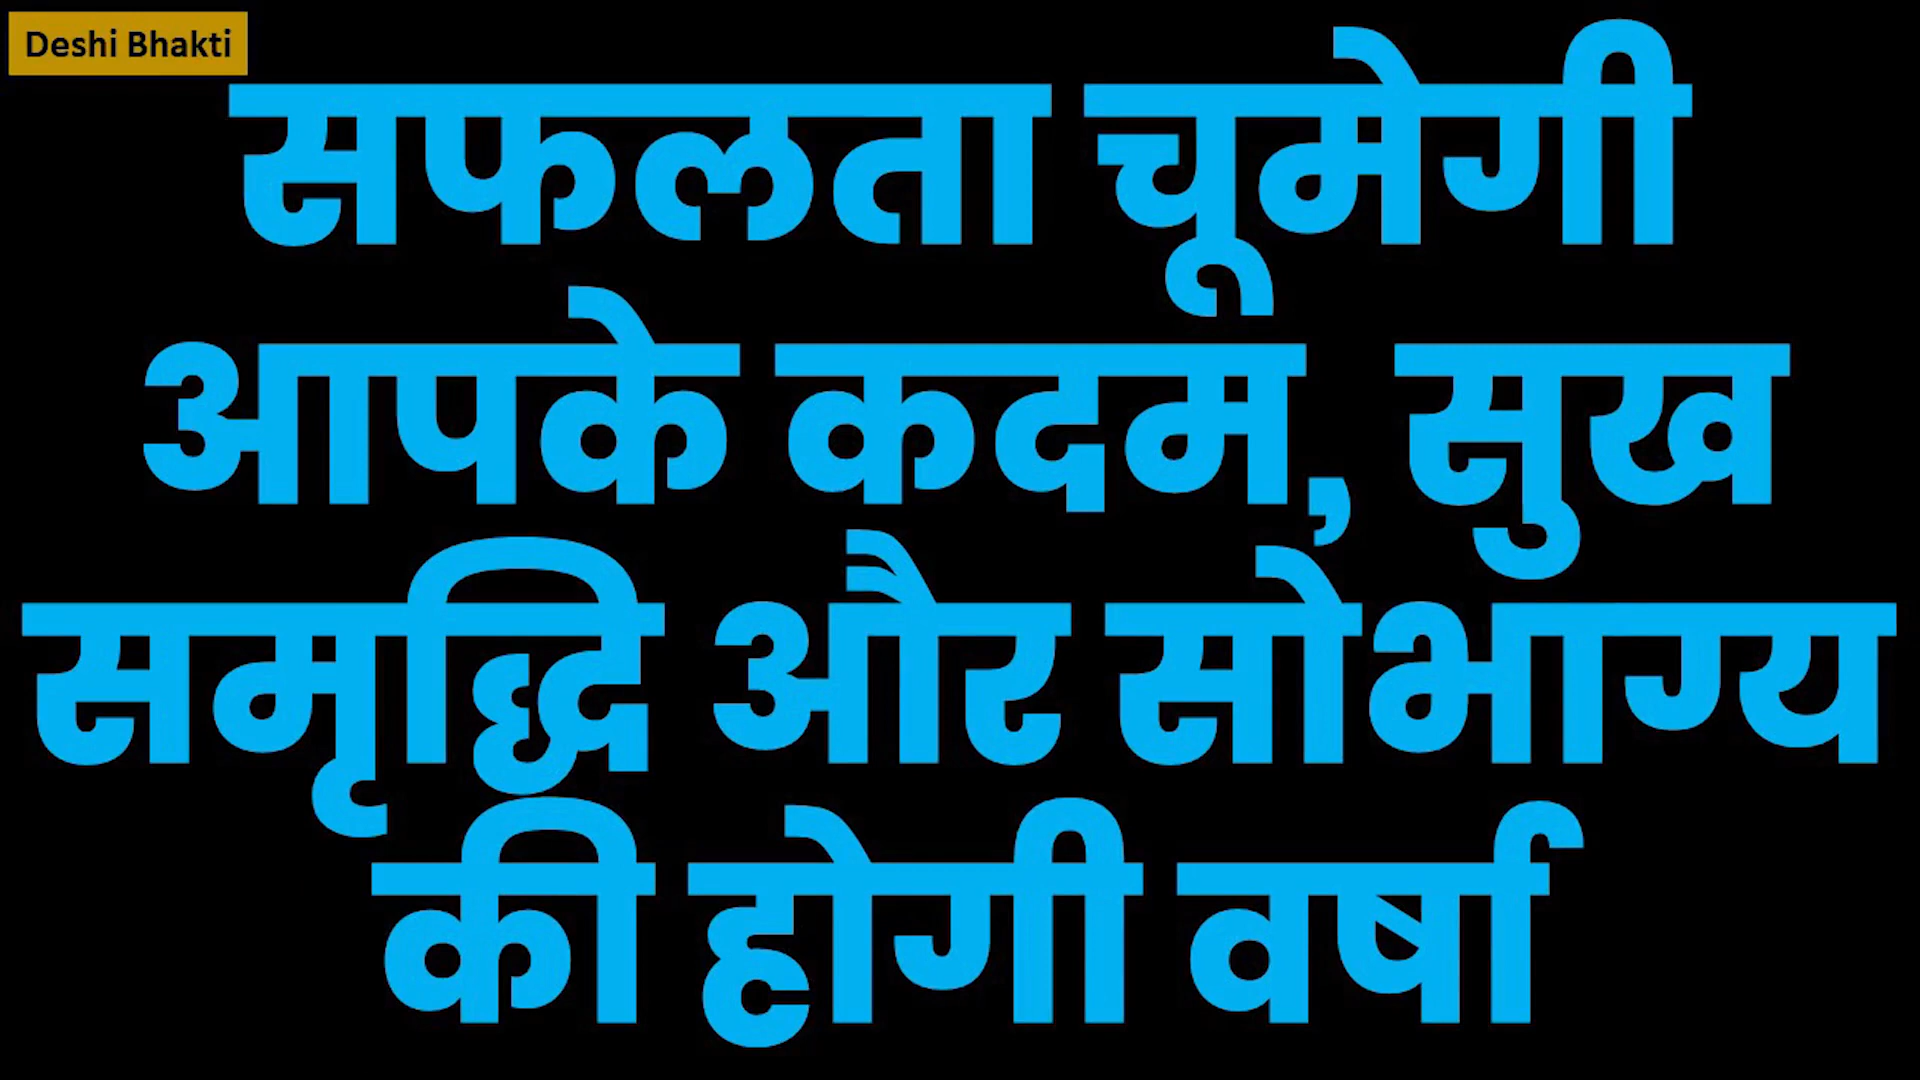 Deshi Bhakti
सफलता चूमेगी
आपके कदम, सुख
समृद्धि और सोभाग्य
की होगी वर्षा